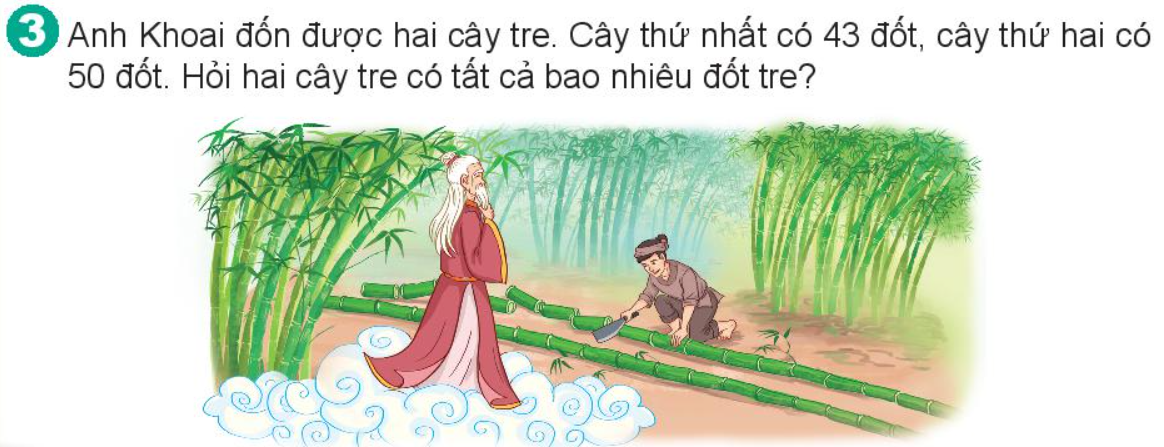 3 Anh Khoai đốn được hai cây tre. Cây thứ nhất có 43 đốt, cây thứ hai có
50 đốt. Hỏi hai cây tre có tất cả bao nhiêu đốt tre?